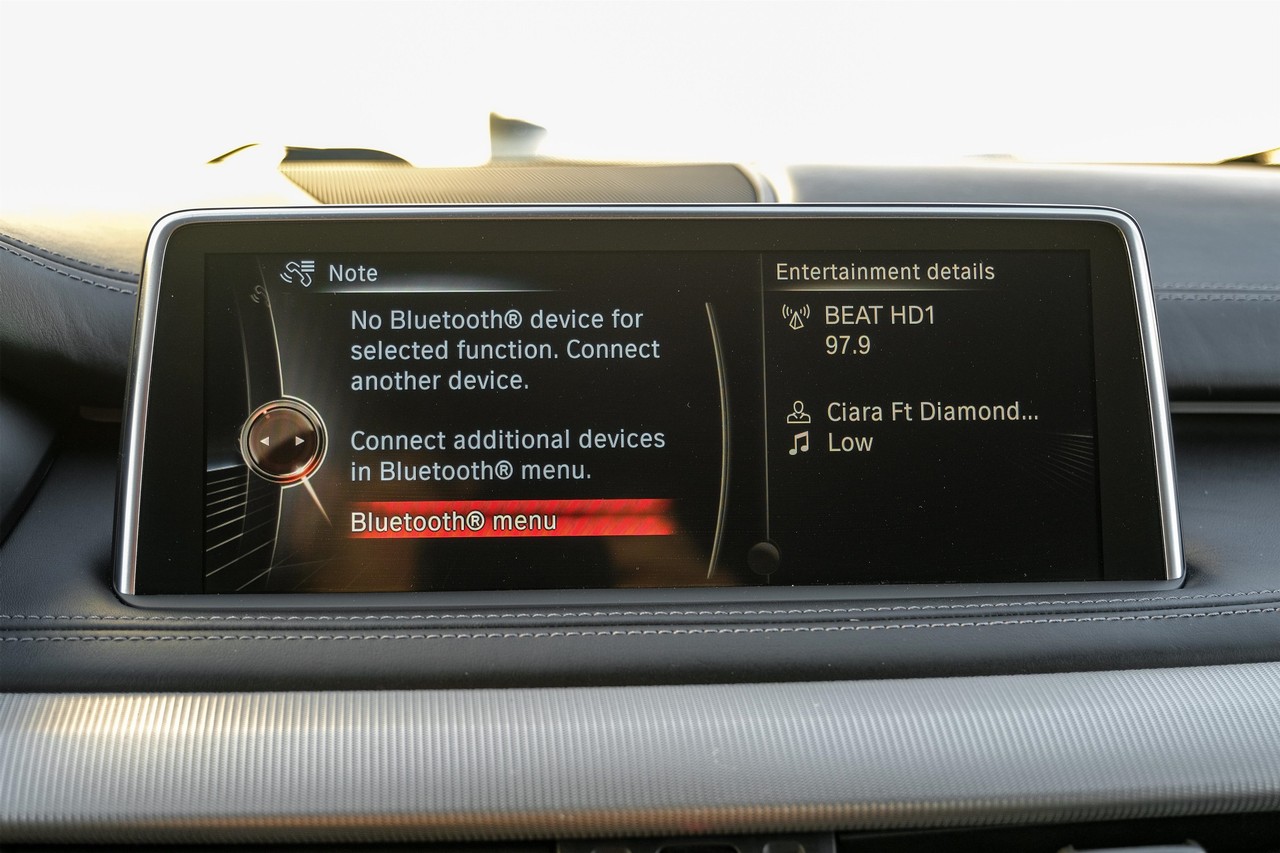 Note
No Bluetooth® device for
selected function. Connect
another device.
Connect additional devices
in Bluetooth® menu.
Bluetooth® menu
Entertainment details
BEAT HD1
97.9
Ciara Ft Diamond...
Low